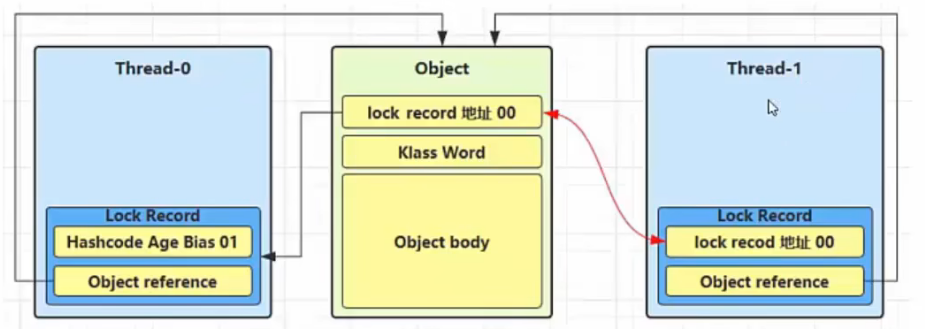 Thread-0
Lock Record
Hashcode Age Bias 01
Object reference
Object
lock record 地址 00
Klass Word
Object body
Thread-1
Lock Record
lock recod 地址 00
Object reference